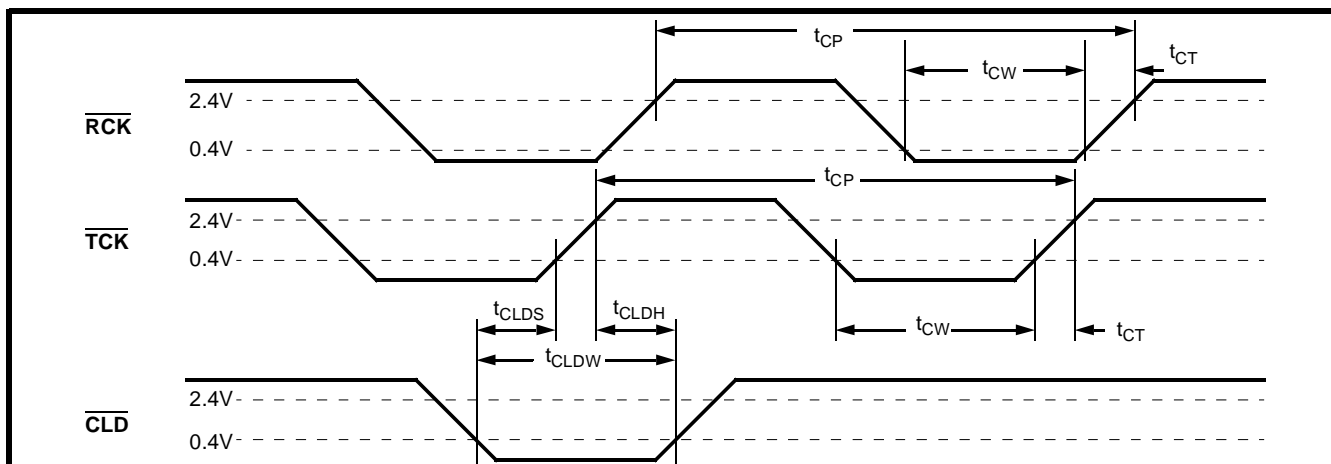 tCP
tCT
tCW
2.4V
RCK
0.4V
tCP
2.4V
TCK
0.4V
tCLDS
tCLDH
tCW
tCT
tCLDW
2.4V
CLD
0.4V